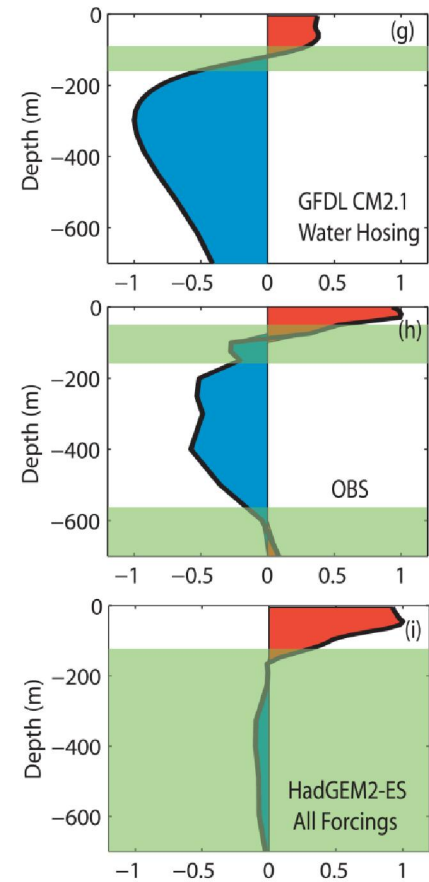 0
(g)
−200
−400
−600
Depth (m)
GFDL CM2.1
Water Hosing
−1 −0.5 0 0.5 1
0
(h)
−200
−400
−600
Depth (m)
OBS
−1 −0.5 0 0.5 1
0
(i)
−200
−400
−600
Depth (m)
HadGEM2-ES
All Forcings
−1 −0.5 0 0.5 1